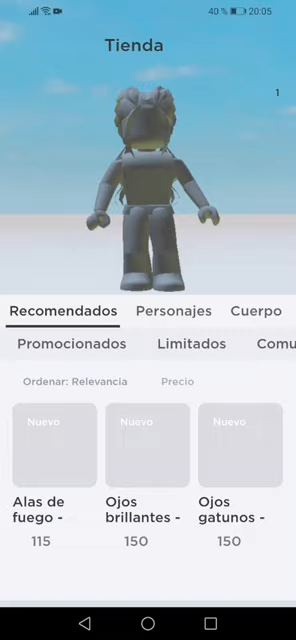 40 % 20:05
Tienda
1
Recomendados Personajes Cuerpo
Promocionados Limitados Comu
Ordenar: Relevancia Precio
Nuevo Nuevo Nuevo
Alas de Ojos Ojos
fuego - brillantes - gatunos -
115 150 150